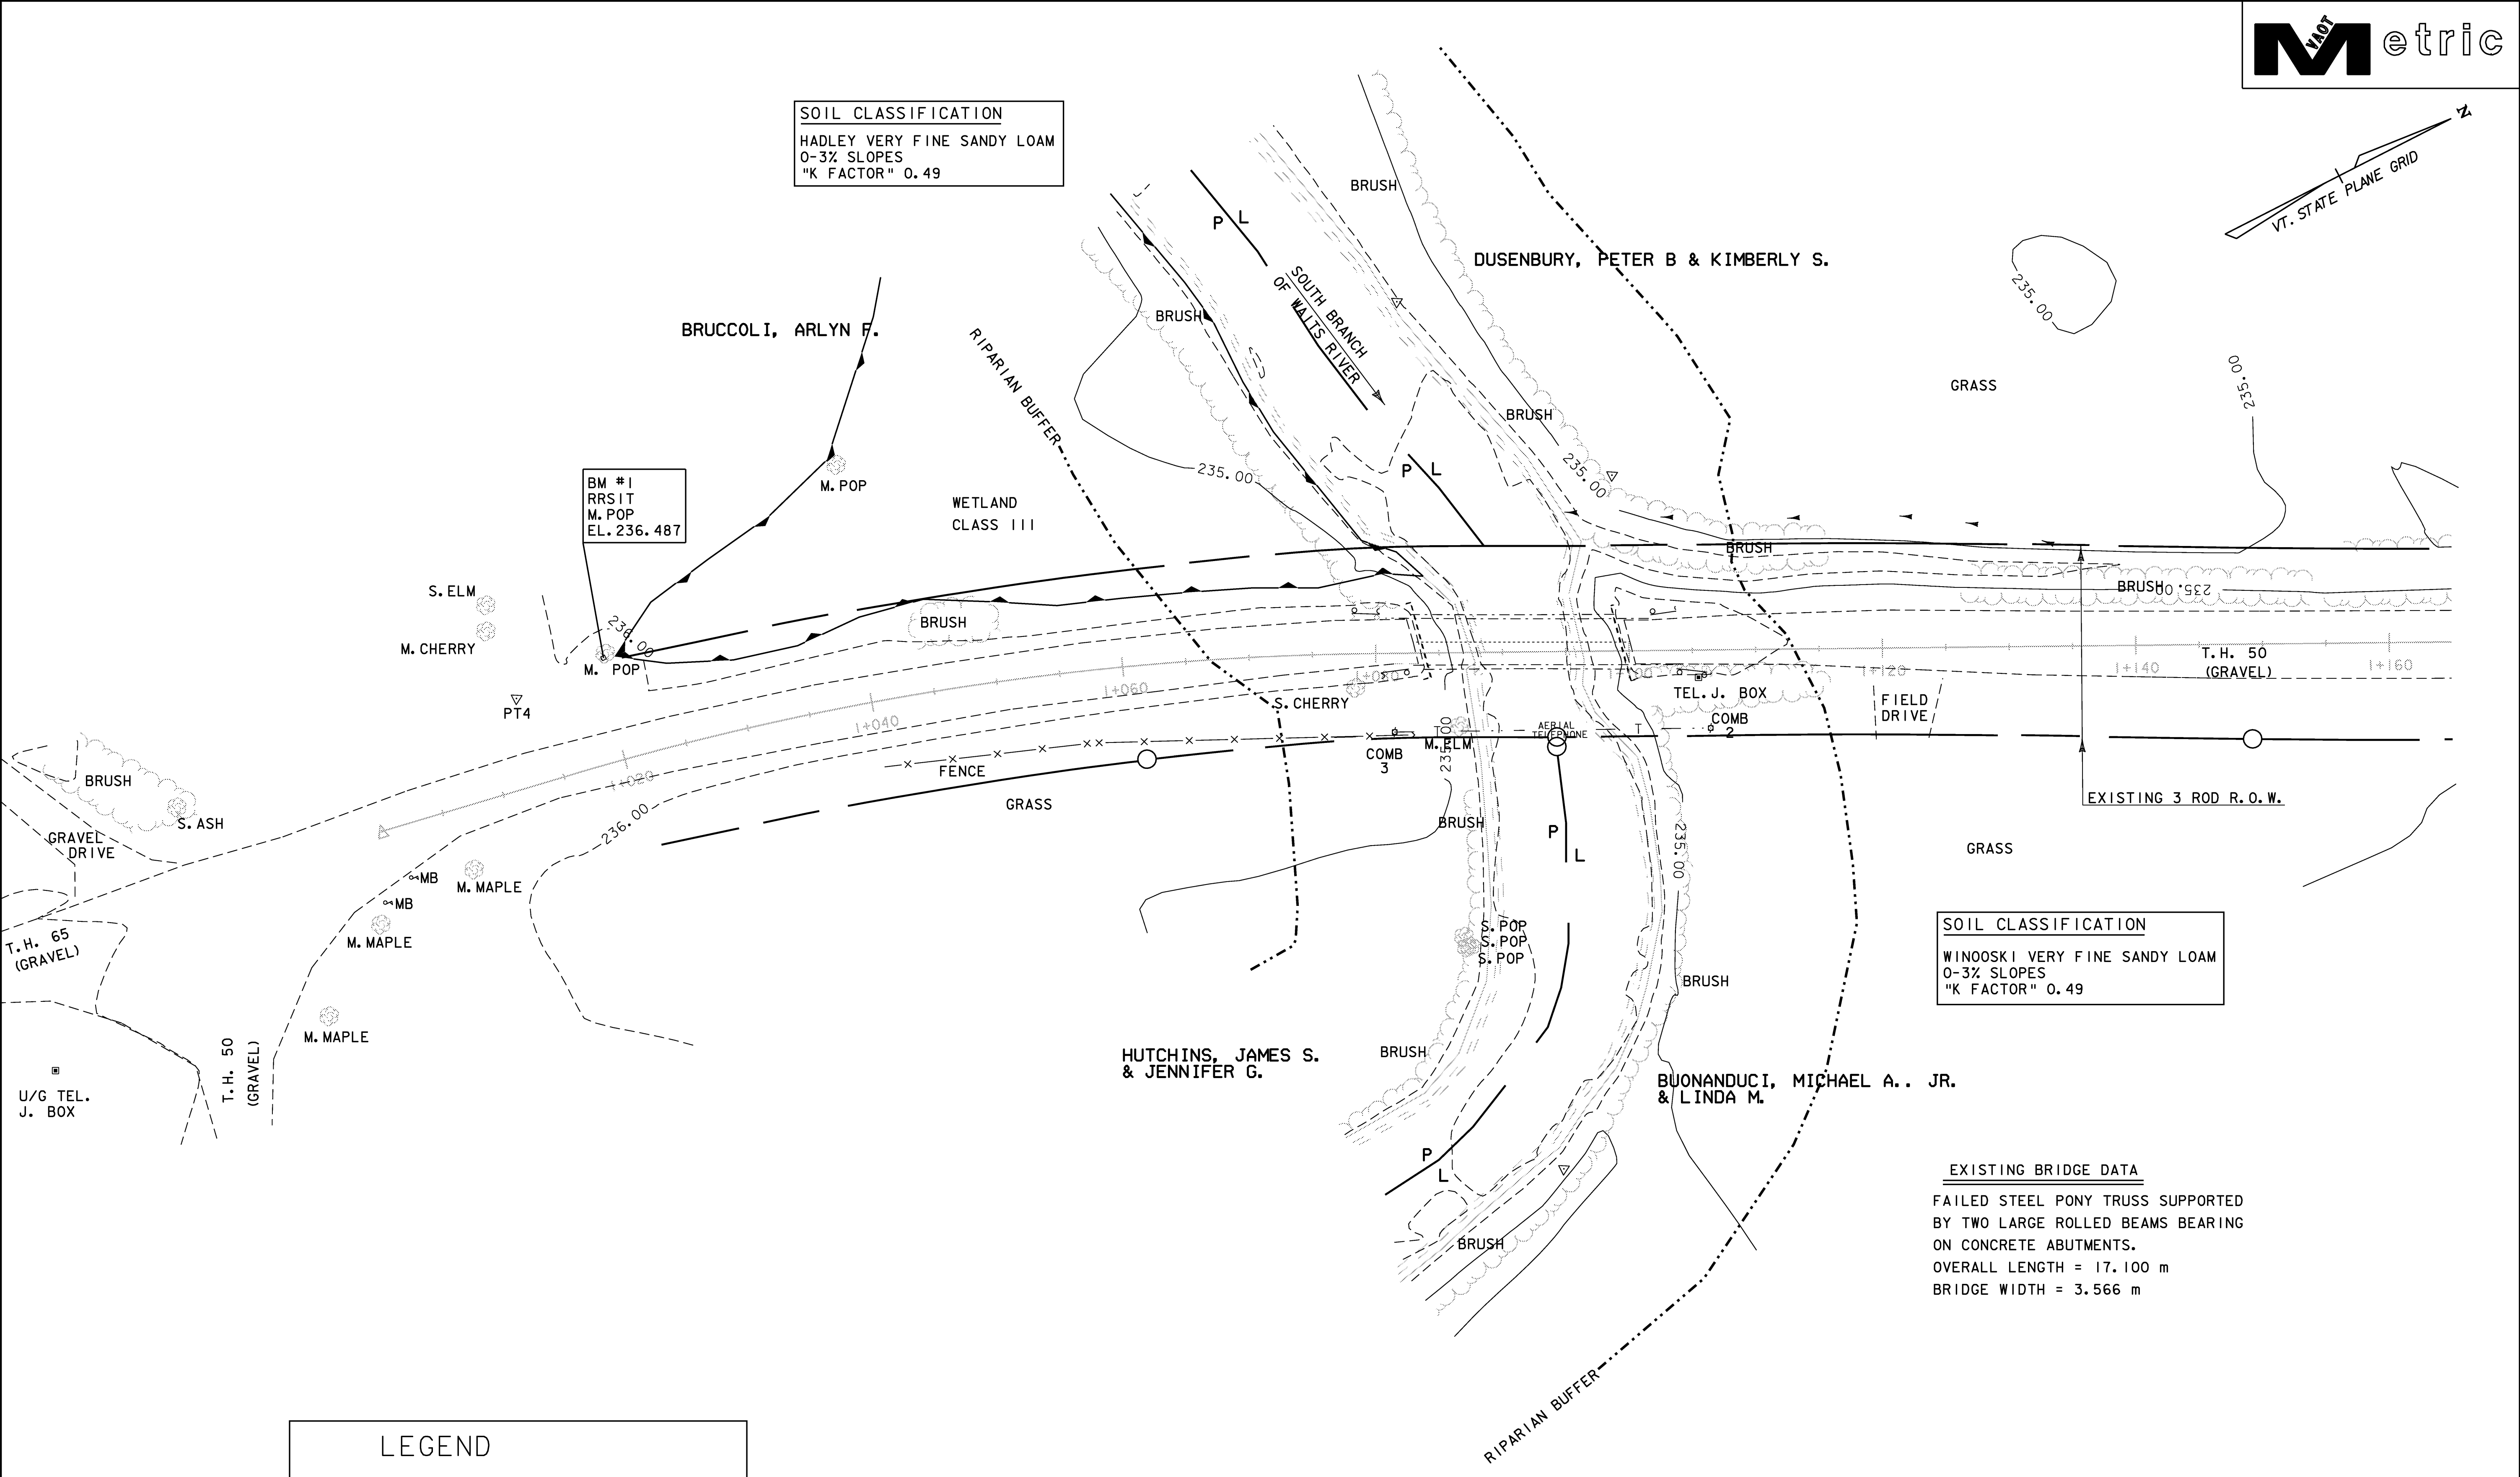 VAOT
Metric
N
VT. STATE PLANE GRID
SOIL CLASSIFICATION
HADLEY VERY FINE SANDY LOAM
0-3% SLOPES
"K FACTOR" 0.49
BRUSH
P L
SOUTH BRANCH
OF WAITS RIVER
DUSENBURY, PETER B & KIMBERLY S.
235.00
BRUCCOLI, ARLYN F.
BRUSH
RIPARIAN BUFFER
GRASS
235.00
BRUSH
235.00
235.00
P L
M. POP
BM #1
RRSIT
M. POP
EL. 236.487
WETLAND
CLASS III
BRUSH
BRUSH
235.00
S. ELM
M. CHERRY
236.00
M. POP
BRUSH
PT4
1+020
1+040
1+060
1+080
1+100
1+120
1+140
1+160
T.H. 50
(GRAVEL)
S. CHERRY
TEL. J. BOX
FIELD
DRIVE
COMB
2
AERIAL
TELEPHONE
T
T
M. ELM
235.00
COMB
3
FENCE
GRASS
236.00
EXISTING 3 ROD R.O.W.
BRUSH
S. ASH
GRAVEL
DRIVE
MB
MB
M. MAPLE
M. MAPLE
M. MAPLE
T.H. 65
(GRAVEL)
T.H. 50
(GRAVEL)
U/G TEL.
J. BOX
BRUSH
P
L
235.00
GRASS
S. POP
S. POP
S. POP
BRUSH
SOIL CLASSIFICATION
WINOOSKI VERY FINE SANDY LOAM
0-3% SLOPES
"K FACTOR" 0.49
HUTCHINS, JAMES S.
& JENNIFER G.
BRUSH
BUONANDUCI, MICHAEL A.. JR.
& LINDA M.
P
L
BRUSH
EXISTING BRIDGE DATA
FAILED STEEL PONY TRUSS SUPPORTED
BY TWO LARGE ROLLED BEAMS BEARING
ON CONCRETE ABUTMENTS.
OVERALL LENGTH = 17.100 m
BRIDGE WIDTH = 3.566 m
RIPARIAN BUFFER
LEGEND